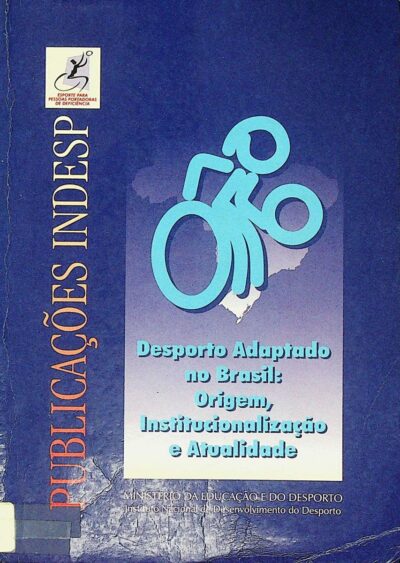 ESPORTE PARA
PESSOAS PORTADORAS
DE DEFICIÊNCIA
PUBLICAÇÕES INDESP
Desporto Adaptado
no Brasil:
Origem,
Institucionalização
e Atualidade
MINISTÉRIO DA EDUCAÇÃO E DO DESPORTO
Instituto Nacional de Desenvolvimento do Desporto